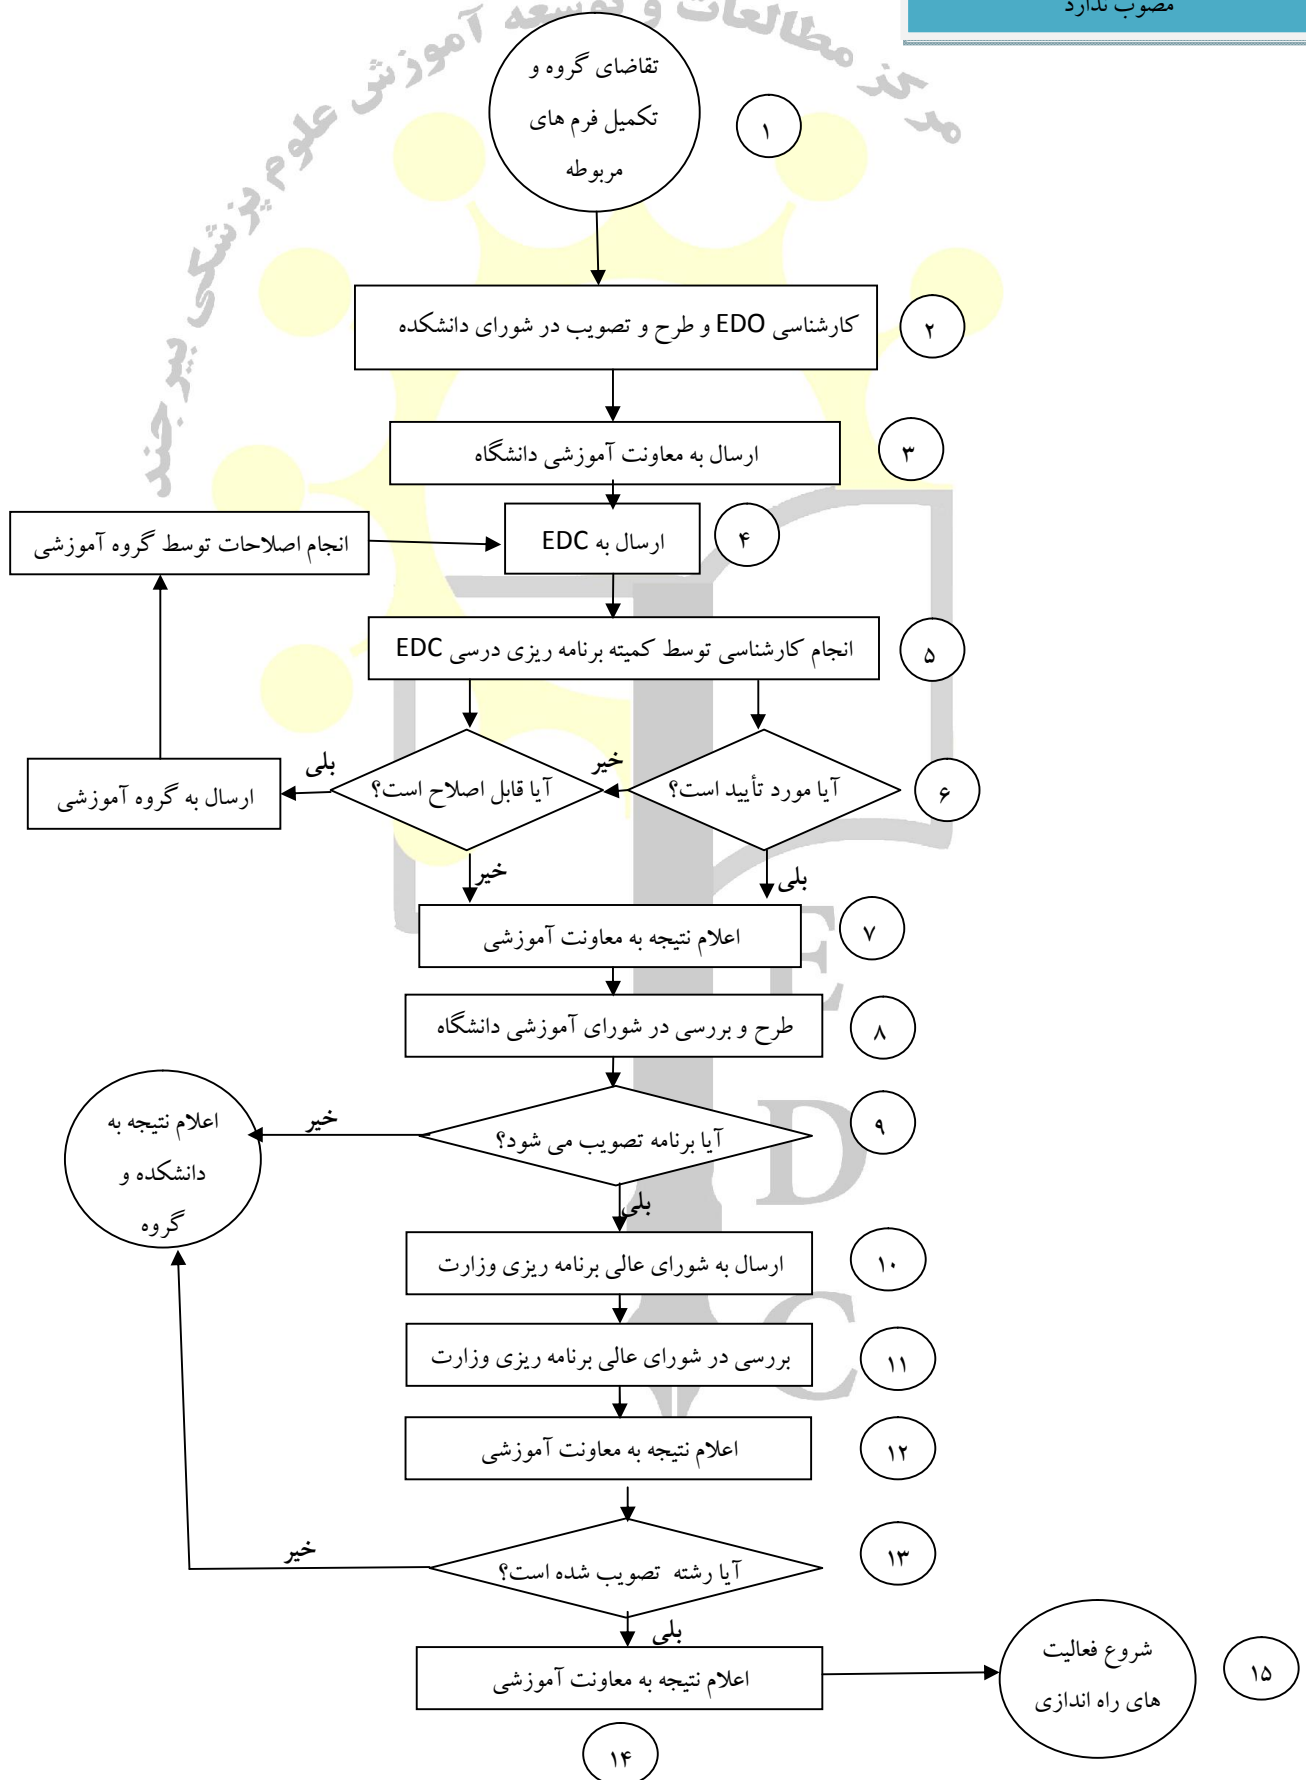 مصوب ندارد
مرکز مطالعات و توسعه آموزش علوم پزشکی بیرجند
تقاضای گروه و
تکمیل فرم های
مربوطه
۱
کارشناسی EDO و طرح و تصویب در شورای دانشکده
۲
ارسال به معاونت آموزشی دانشگاه
۳
ارسال به EDC
۴
انجام اصلاحات توسط گروه آموزشی
انجام کارشناسی توسط کمیته برنامه ریزی درسی EDC
۵
آیا مورد تأیید است؟
خیر
آیا قابل اصلاح است؟
بلی
ارسال به گروه آموزشی
۶
بلی
خیر
اعلام نتیجه به معاونت آموزشی
۷
E
طرح و بررسی در شورای آموزشی دانشگاه
۸
آیا برنامه تصویب می شود؟
۹
D
خیر
اعلام نتیجه به
دانشکده و
گروه
بلی
ارسال به شورای عالی برنامه ریزی وزارت
۱۰
بررسی در شورای عالی برنامه ریزی وزارت
۱۱
C
اعلام نتیجه به معاونت آموزشی
۱۲
آیا رشته تصویب شده است؟
۱۳
خیر
بلی
اعلام نتیجه به معاونت آموزشی
۱۴
شروع فعالیت
های راه اندازی
۱۵